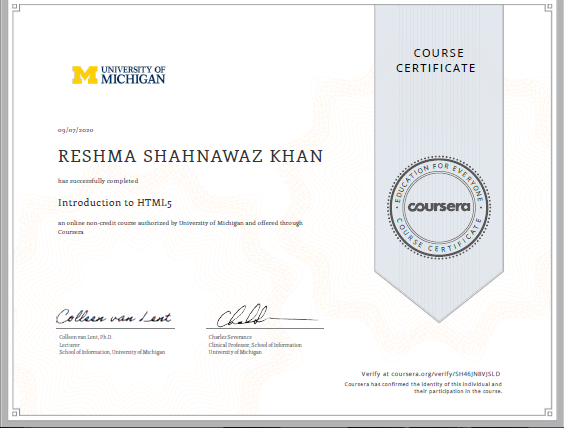 UNIVERSITY OF
MICHIGAN
COURSE
CERTIFICATE
09/07/2020
RESHMA SHAHNAWAZ KHAN
has successfully completed
Introduction to HTML5
an online non-credit course authorized by University of Michigan and offered through
Coursera
EDUCATION FOR EVERYONE
coursera
COURSE CERTIFICATE
Colleen van Lent
Colleen van Lent, Ph.D.
Lecturer
School of Information, University of Michigan
Charles Severance
Clinical Professor, School of Information
University of Michigan
Verify at coursera.org/verify/SH46JN8VJSLD
Coursera has confirmed the identity of this individual and
their participation in the course.